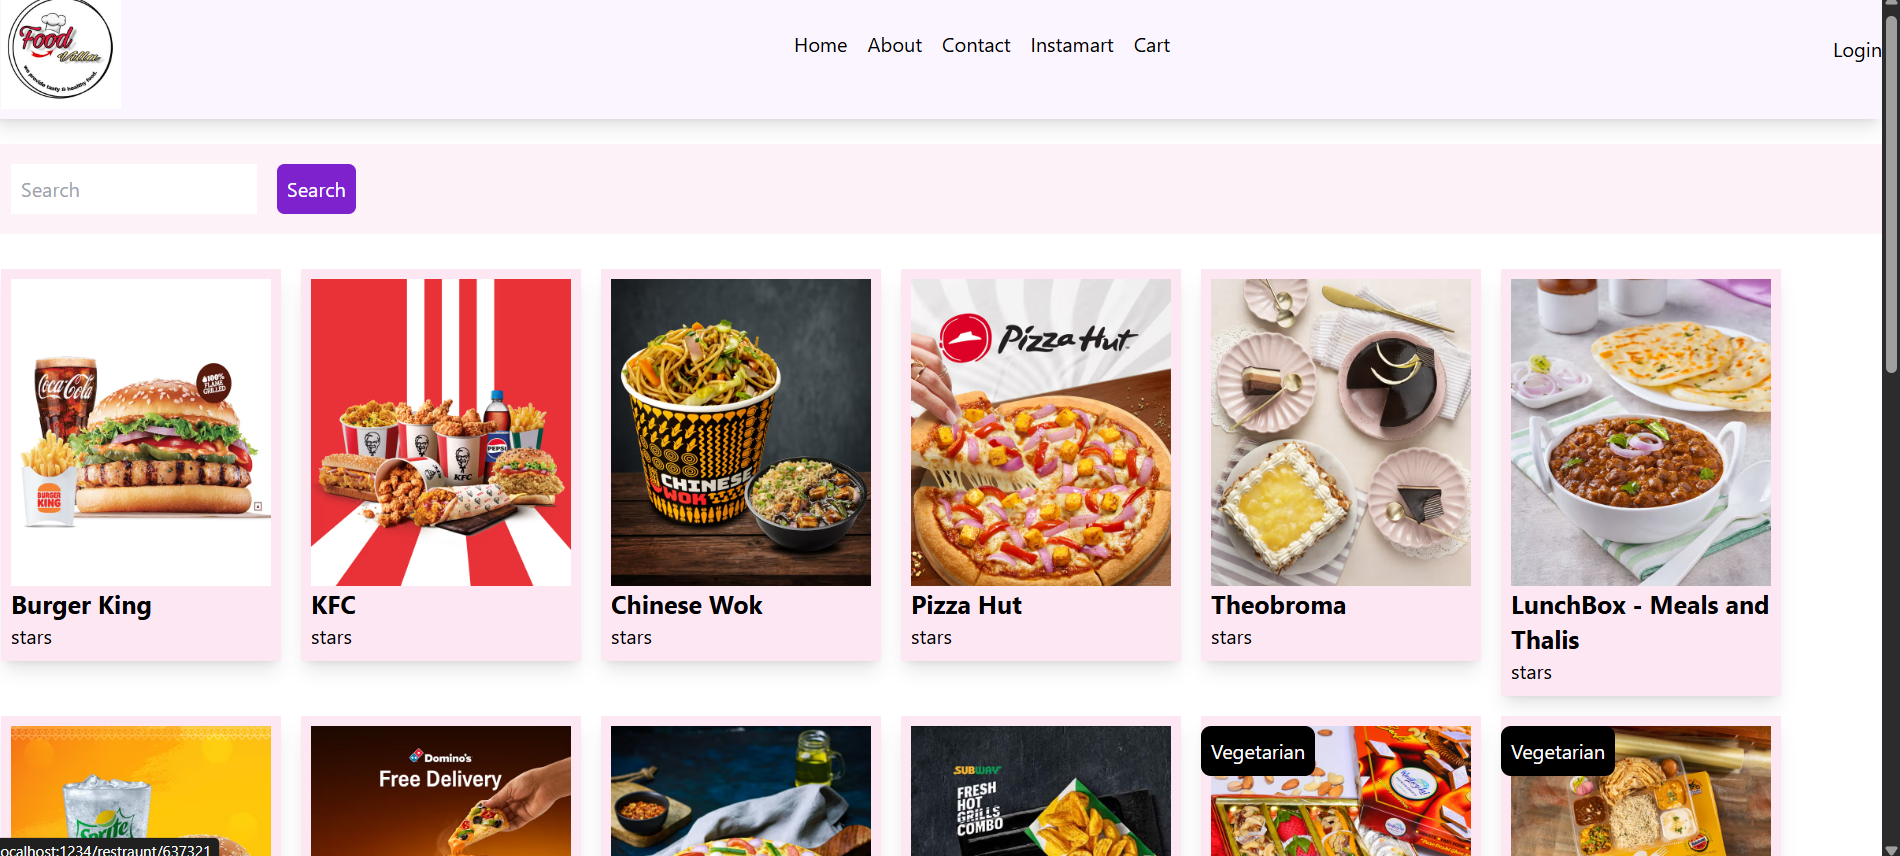 Food
Villa
we provide tasty & healthy food.
Home About Contact Instamart Cart
Login
Search
Search
Coca-Cola
100%
FLAME
GRILLED
BURGER
KING
KFC
PEPSI
CHINESE
WOK
Pizza Hut
Burger King
stars
KFC
stars
Chinese Wok
stars
Pizza Hut
stars
Theobroma
stars
LunchBox - Meals and
Thalis
stars
Sprite
Domino's
Free Delivery
SUBWAY
FRESH
HOT
GRILLS
COMBO
Vegetarian
Vegetarian
ocalhost:1234/restraunt/637321